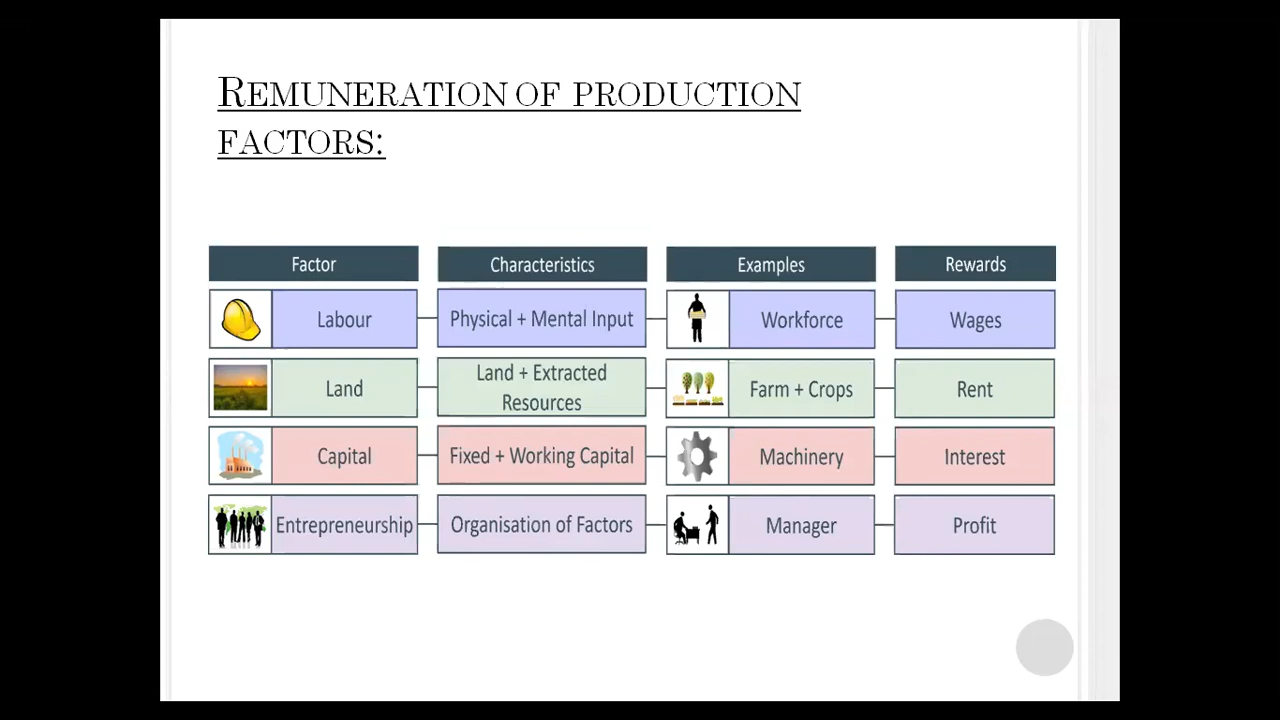 REMUNERATION OF PRODUCTION
FACTORS:
Factor Characteristics Examples Rewards
Labour Physical + Mental Input Workforce Wages
Land Land + Extracted Resources Farm + Crops Rent
Capital Fixed + Working Capital Machinery Interest
Entrepreneurship Organisation of Factors Manager Profit